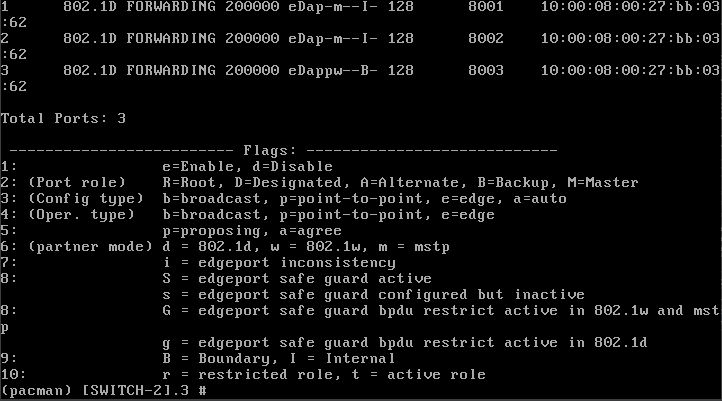 1      802.1D FORWARDING 200000 eDap-m--I- 128      8001    10:00:08:00:27:bb:03
:62
2      802.1D FORWARDING 200000 eDap-m--I- 128      8002    10:00:08:00:27:bb:03
:62
3      802.1D FORWARDING 200000 eDappw--B- 128      8003    10:00:08:00:27:bb:03
:62
Total Ports: 3
------------------------- Flags: ----------------------------
1:                e=Enable, d=Disable
2: (Port role)    R=Root, D=Designated, A=Alternate, B=Backup, M=Master
3: (Config type)  b=broadcast, p=point-to-point, e=edge, a=auto
4: (Oper. type)   b=broadcast, p=point-to-point, e=edge
5:                p=proposing, a=agree
6: (partner mode) d = 802.1d, w = 802.1w, m = mstp
7:                i = edgeport inconsistency
8:                S = edgeport safe guard active
                  s = edgeport safe guard configured but inactive
8:                G = edgeport safe guard bpdu restrict active in 802.1w and mst
p
                  g = edgeport safe guard bpdu restrict active in 802.1d
9:                B = Boundary, I = Internal
10:               r = restricted role, t = active role
(pacman) [SWITCH-2].3 #